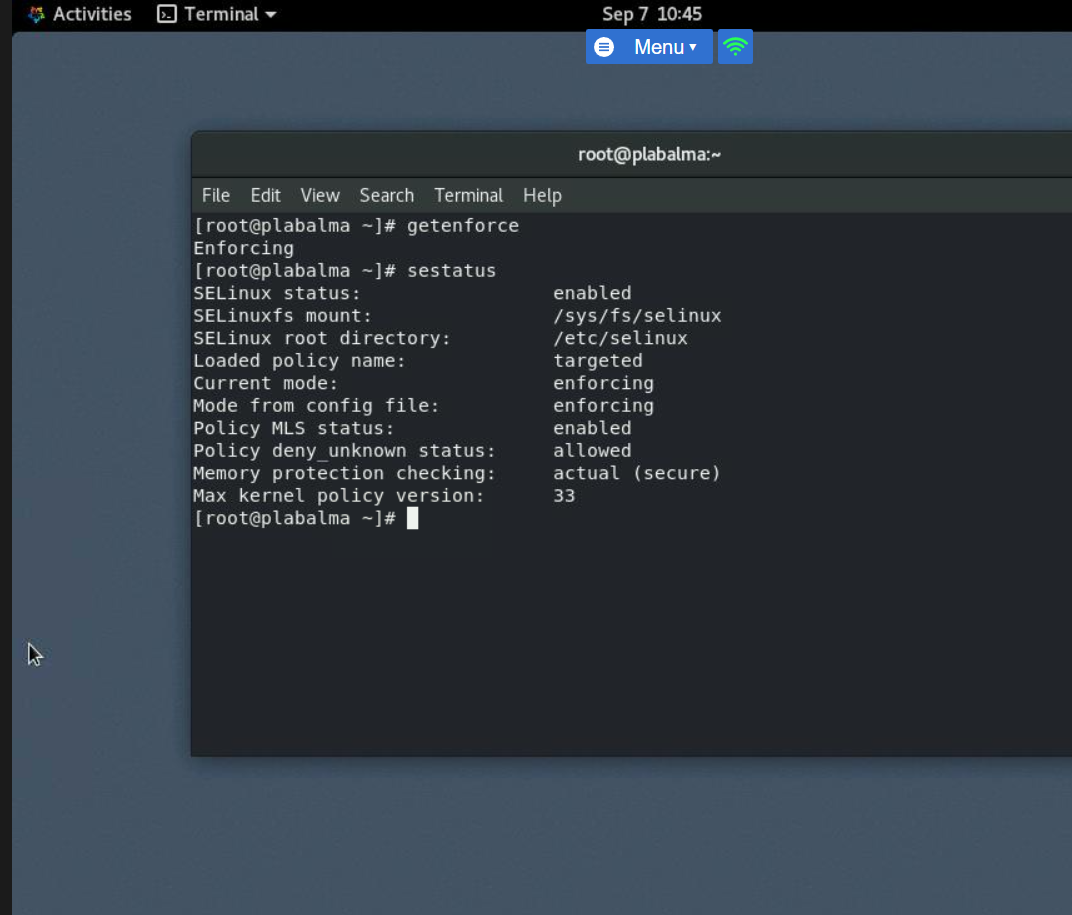 Activities Terminal Sep 7 10:45
Menu
root@plabalma:~
File Edit View Search Terminal Help
[root@plabalma ~]# getenforce
Enforcing
[root@plabalma ~]# sestatus
SELinux status: enabled
SELinuxfs mount: /sys/fs/selinux
SELinux root directory: /etc/selinux
Loaded policy name: targeted
Current mode: enforcing
Mode from config file: enforcing
Policy MLS status: enabled
Policy deny_unknown status: allowed
Memory protection checking: actual (secure)
Max kernel policy version: 33
[root@plabalma ~]#